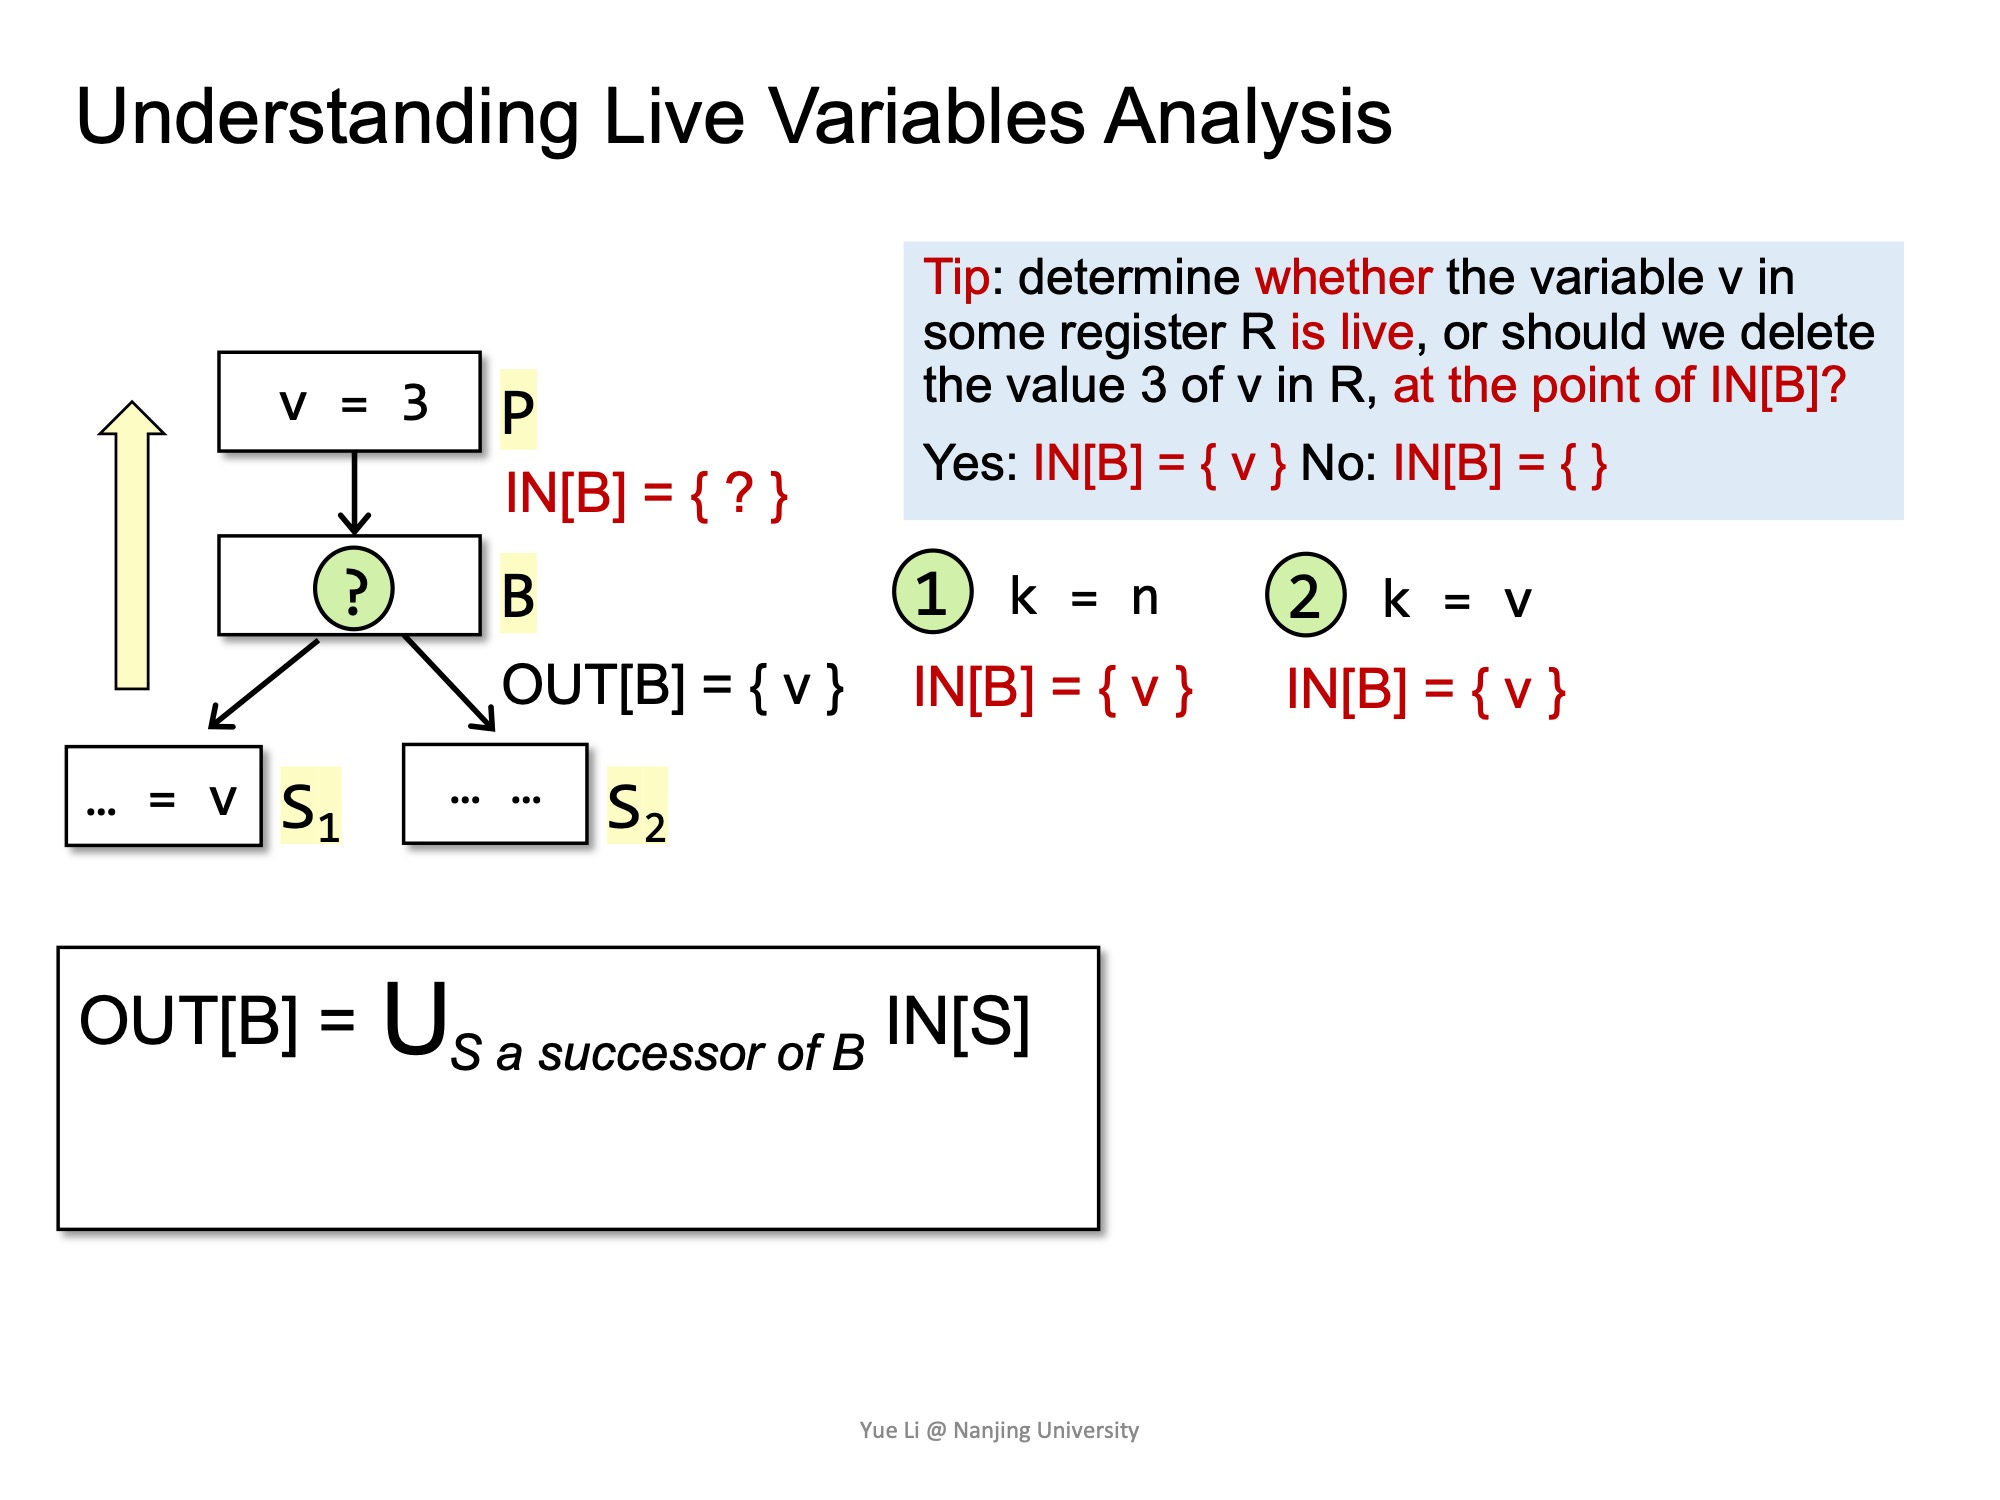 Understanding Live Variables Analysis
Tip: determine whether the variable v in
some register R is live, or should we delete
the value 3 of v in R, at the point of IN[B]?
Yes: IN[B] = { v } No: IN[B] = { }
v = 3
P
IN[B] = { ? }
?
B
OUT[B] = { v }
1 k = n
IN[B] = { v }
2 k = v
IN[B] = { v }
… = v
S1
… …
S2
OUT[B] = U S a successor of B IN[S]
Yue Li @ Nanjing University